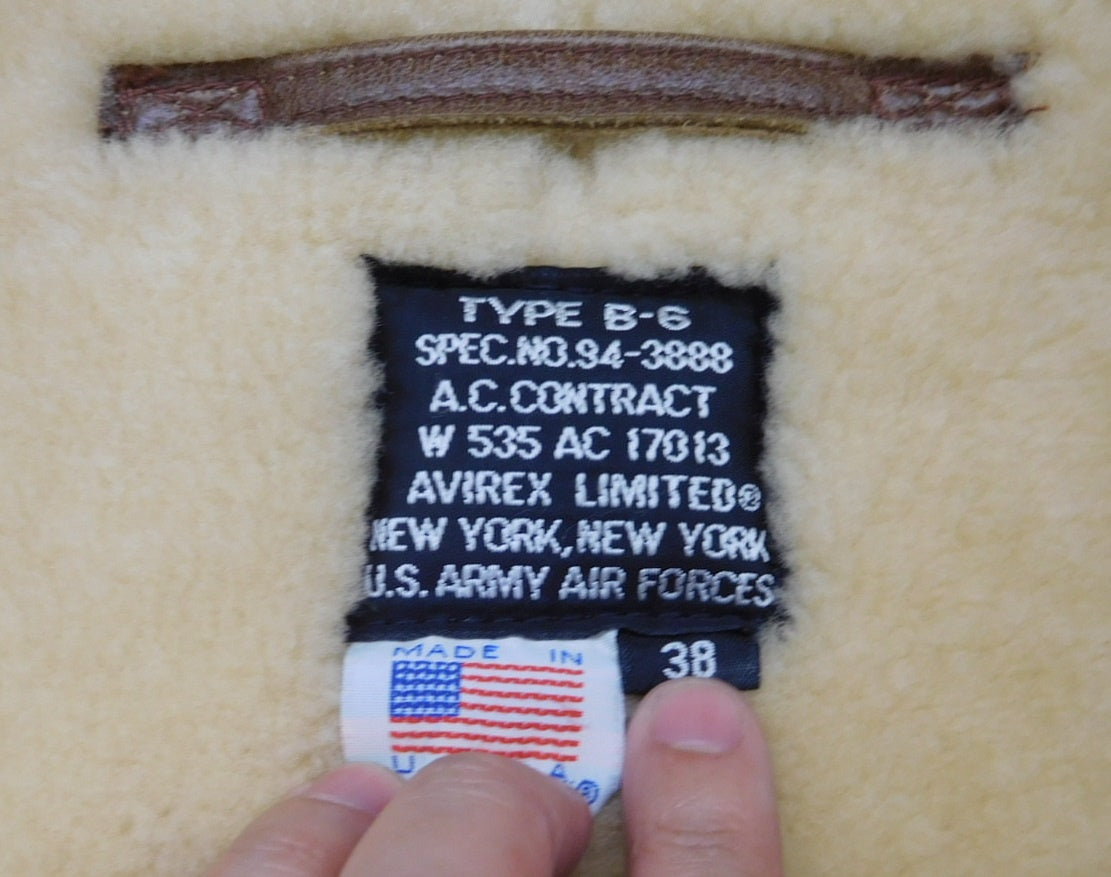 TYPE B-6
SPEC.NO.94-3888
A.C.CONTRACT
W 535 AC 17013
AVIREX LIMITED®
NEW YORK, NEW YORK
U.S. ARMY AIR FORCES
MADE IN
38
U A.®